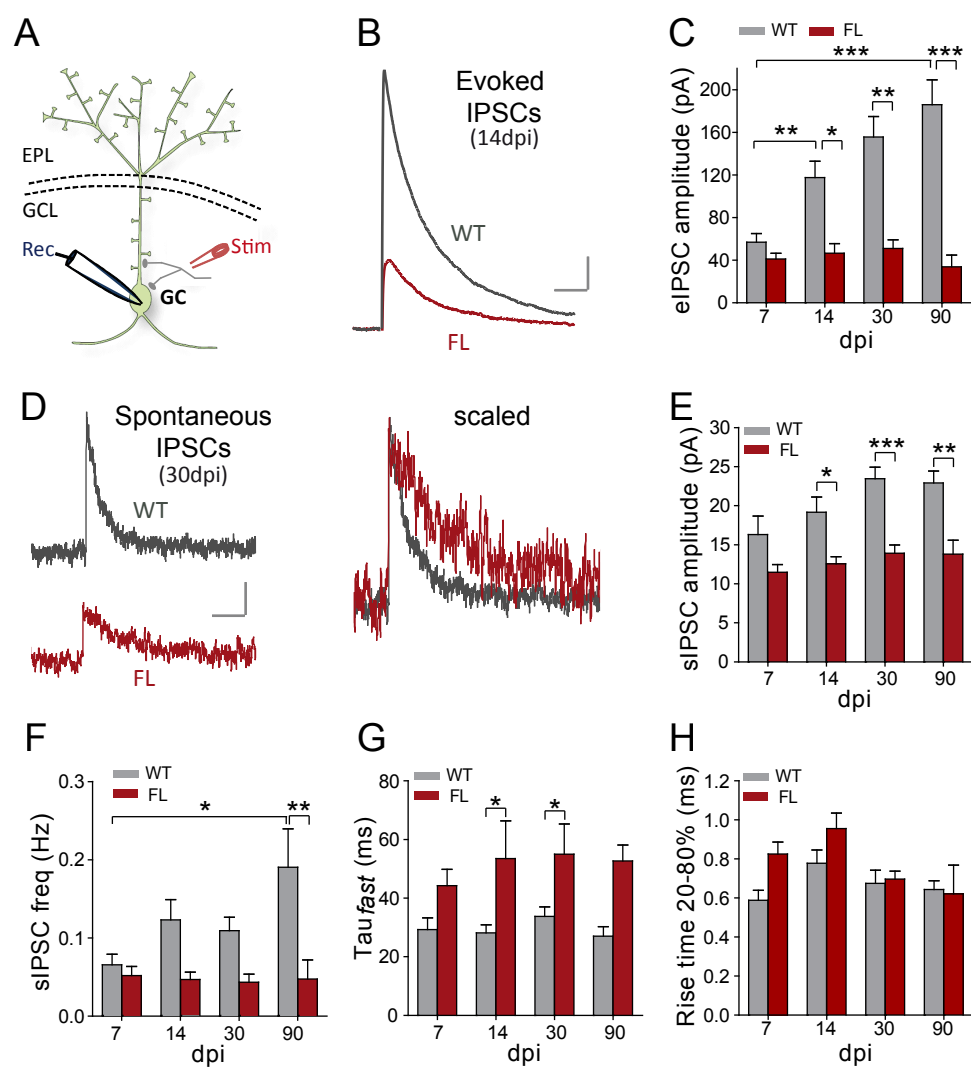 A
EPL
GCL
Rec
Stim
GC
B
Evoked
IPSCs
(14dpi)
WT
FL
C
WT
FL
eIPSC amplitude (pA)
200
160
120
80
40
0
***
***
**
**
*
7 14 30 90
dpi
D
Spontaneous
IPSCs
(30dpi)
WT
FL
scaled
E
WT
FL
sIPSC amplitude (pA)
30
25
20
15
10
5
0
*
***
**
7 14 30 90
dpi
F
WT
FL
sIPSC freq (Hz)
0.3
0.2
0.1
0.0
*
**
7 14 30 90
dpi
G
WT
FL
Taufast (ms)
80
60
40
20
0
*
*
7 14 30 90
dpi
H
WT
FL
Rise time 20-80% (ms)
1.2
1.0
0.8
0.6
0.4
0.2
0.0
7 14 30 90
dpi